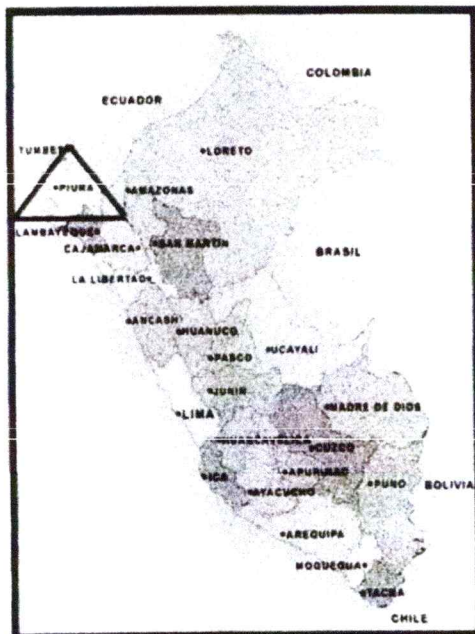 COLOMBIA
ECUADOR
TUMBES
LORETO
PIURA
AMAZONAS
LAMBAYEQUE
CAJAMARCA
SAN MARTIN
BRASIL
LA LIBERTAD
ANCASH
HUANUCO
UCAYALI
PASCO
JUNIN
MADRE DE DIOS
LIMA
HUANCAVELICA
CUZCO
ICA
APURIMAC
PUNO
BOLIVIA
AYACUCHO
AREQUIPA
MOQUEGUA
TACNA
CHILE